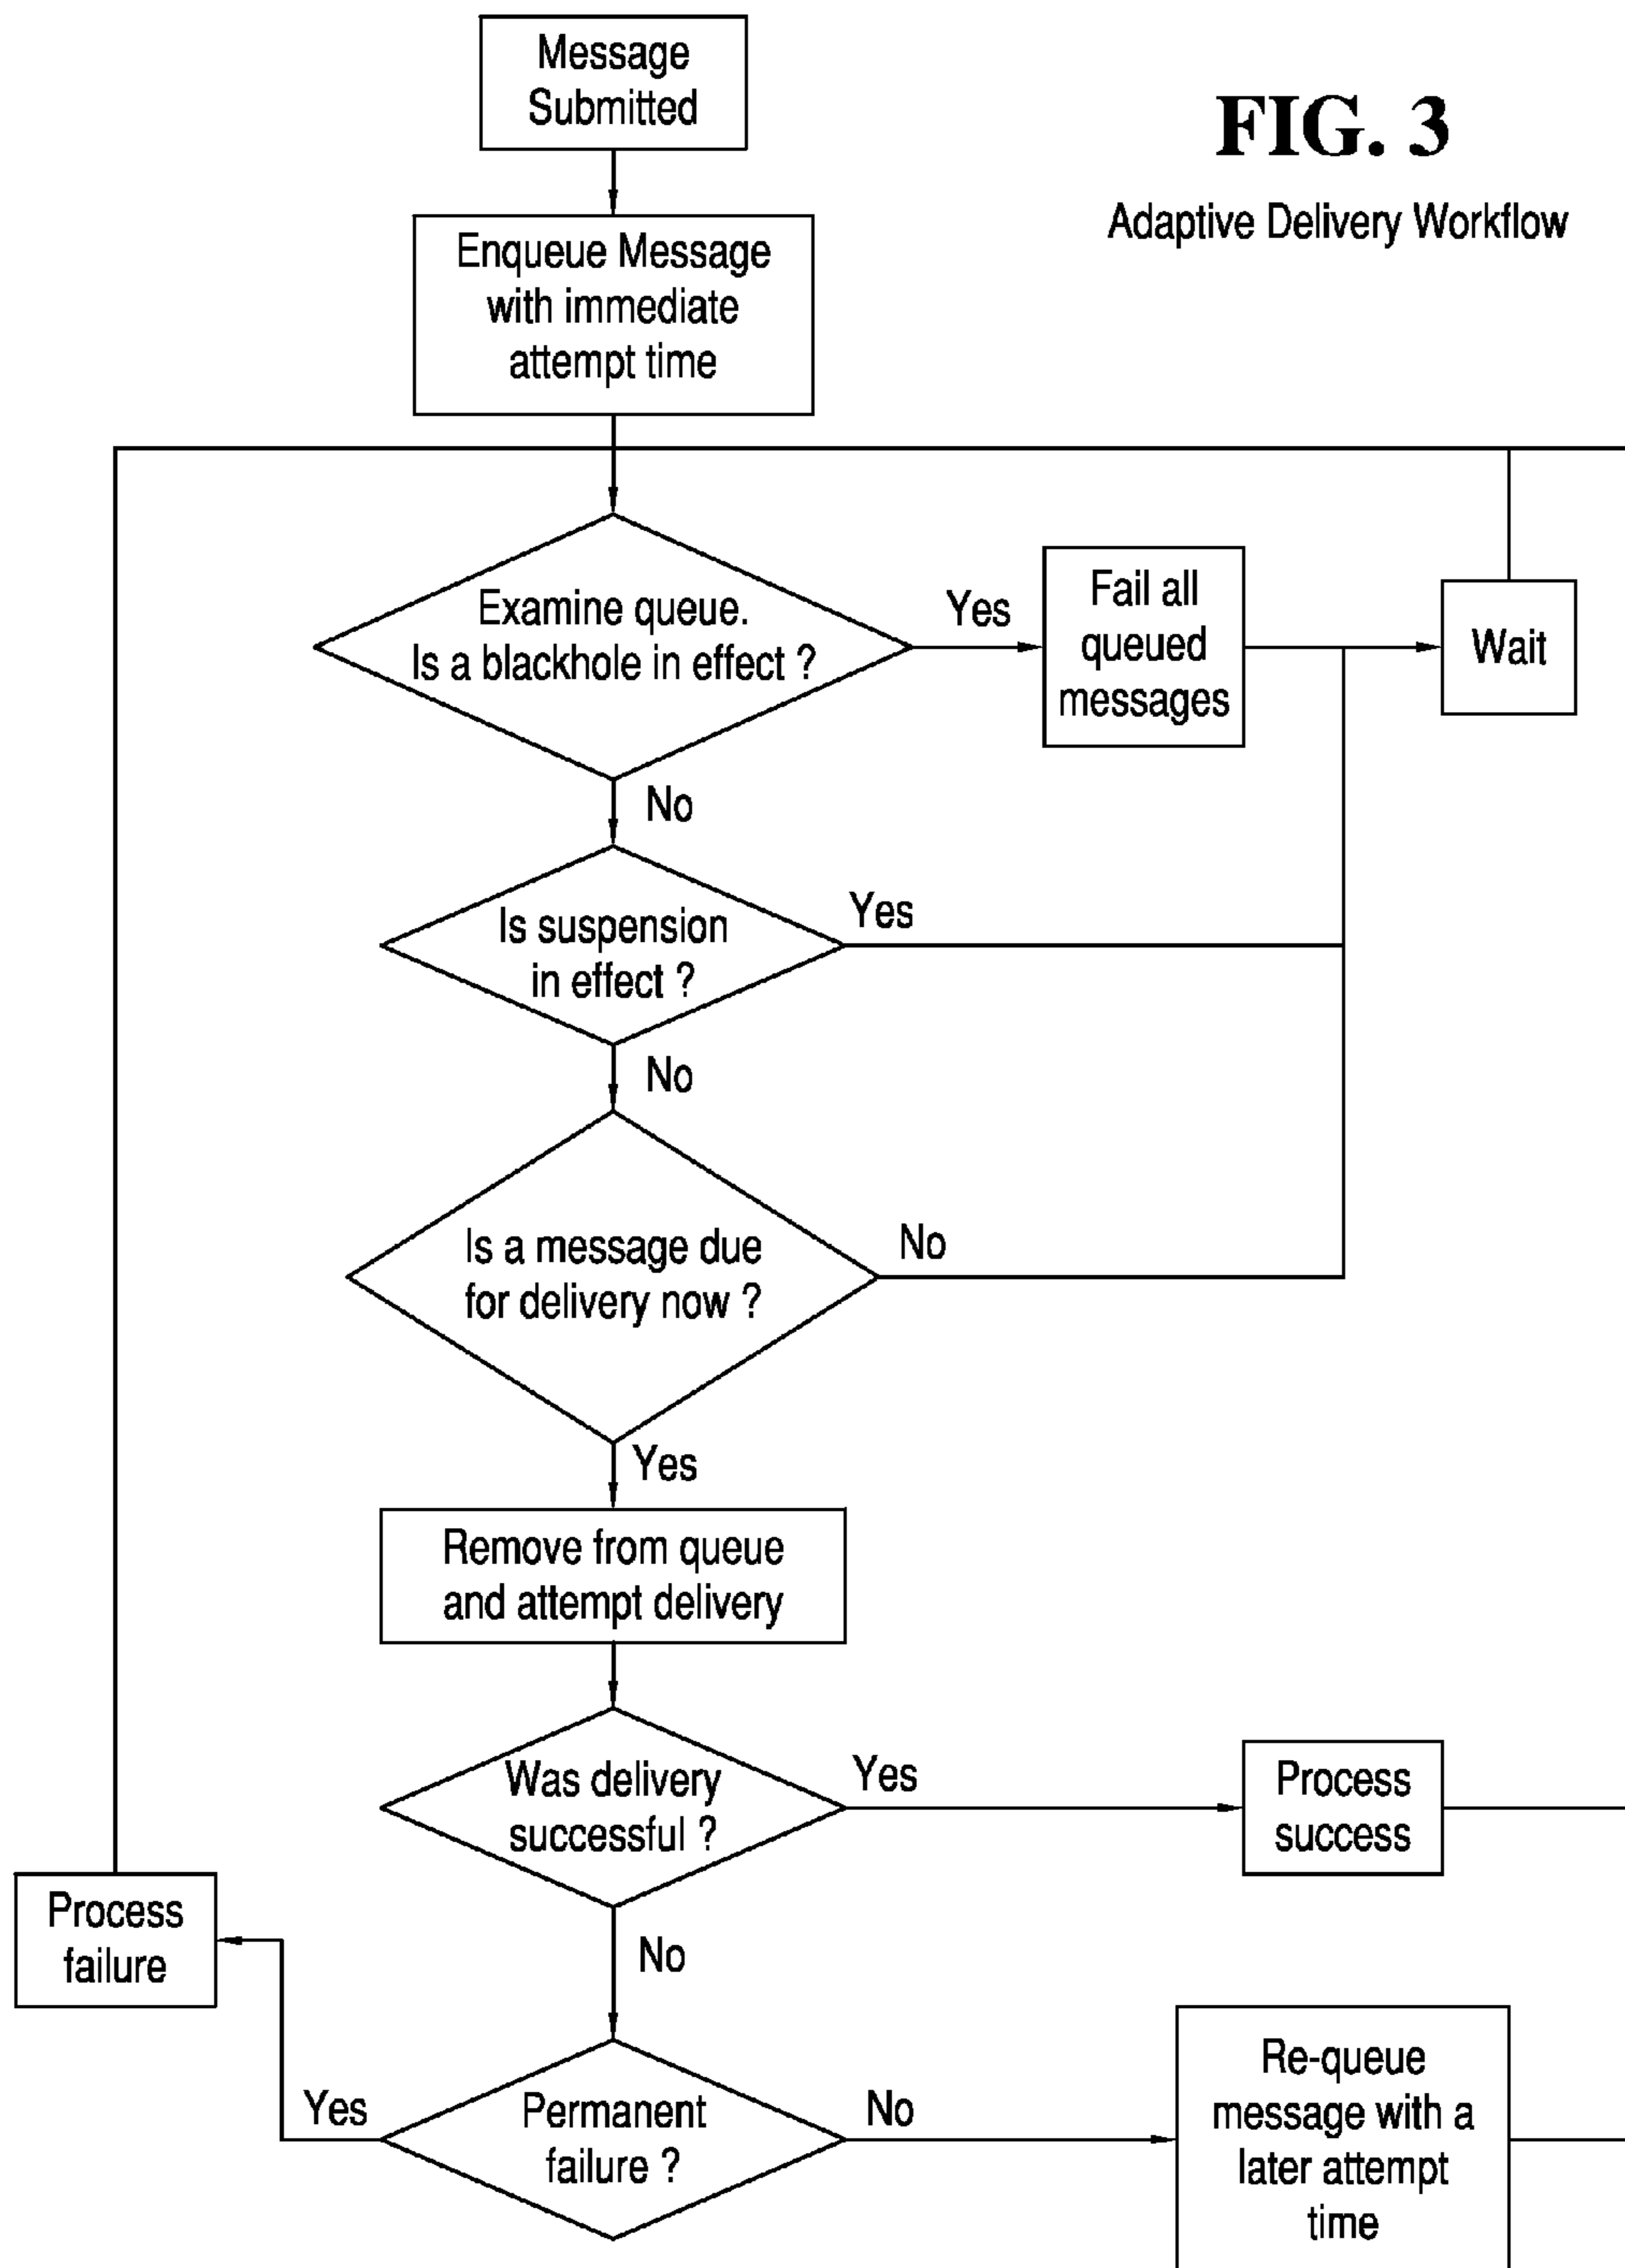 Message
Submitted
FIG. 3
Adaptive Delivery Workflow
Enqueue Message
with immediate
attempt time
Examine queue.
Is a blackhole in effect ?
Yes
Fail all
queued
messages
Wait
No
Is suspension
in effect ?
Yes
No
Is a message due
for delivery now ?
No
Yes
Remove from queue
and attempt delivery
Was delivery
successful ?
Yes
Process
success
Process
failure
No
Permanent
failure ?
Yes
No
Re-queue
message with a
later attempt
time